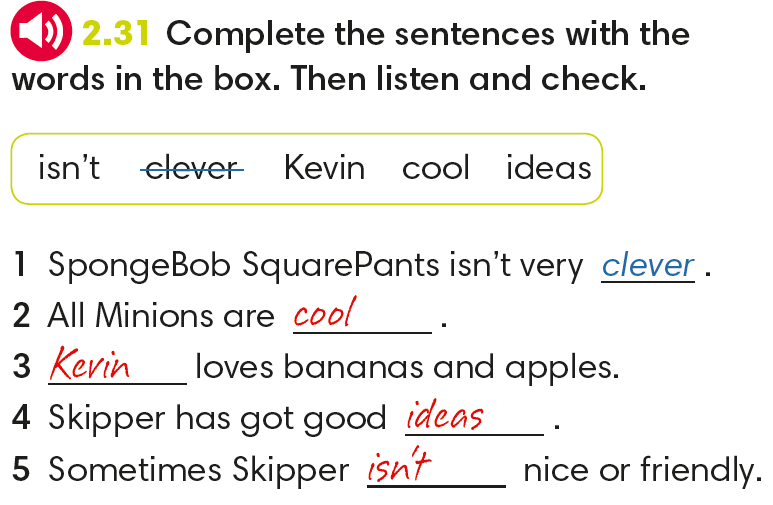 2.31 Complete the sentences with the
words in the box. Then listen and check.
isn't clever Kevin cool ideas
1 SpongeBob SquarePants isn't very clever .
2 All Minions are cool .
3 Kevin loves bananas and apples.
4 Skipper has got good ideas .
5 Sometimes Skipper isn't nice or friendly.